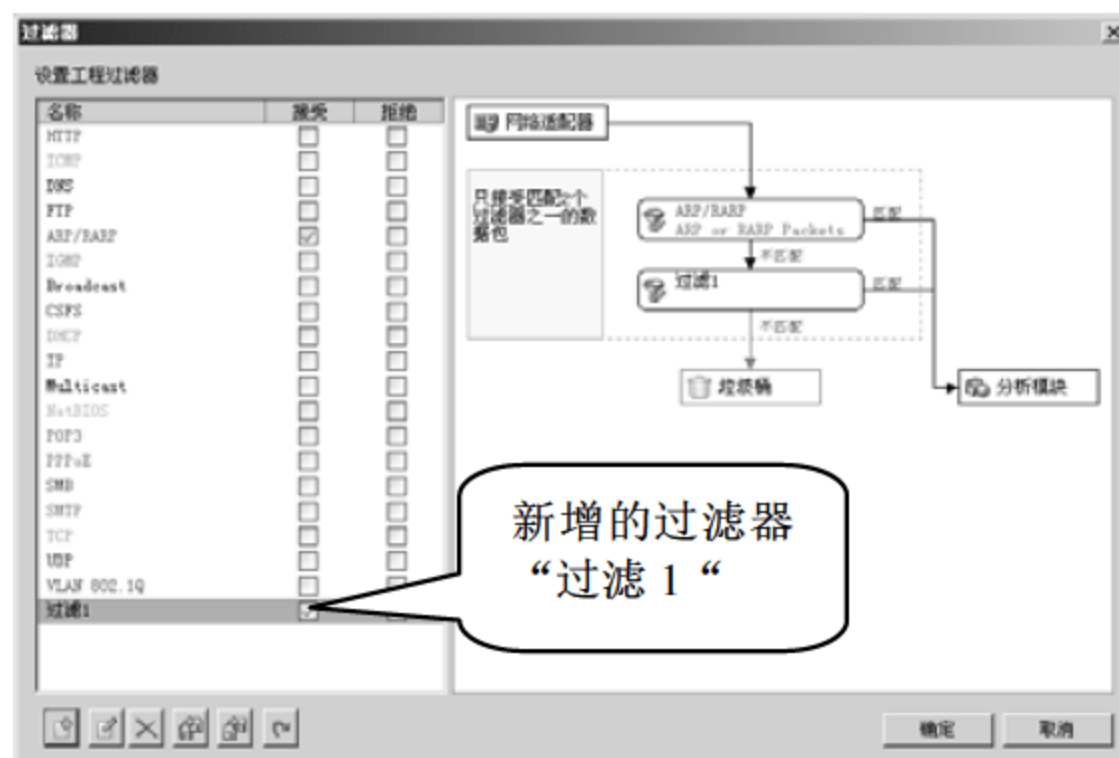 过滤器
设置工程过滤器
名称 接受 拒绝
HTTP
ICMP
DNS
FTP
ARP/RARP
IGMP
Broadcast
CSFS
DHCP
IP
Multicast
NetBIOS
POP3
PPPoE
SMB
SMTP
TCP
UDP
VLAN 802.1Q
过滤1
网络适配器
只接受匹配2个
过滤器之一的数
据包
ARP/RARP
ARP or RARP Packets
匹配
不匹配
过滤1
匹配
不匹配
垃圾桶
分析模块
新增的过滤器
“过滤 1“
确定
取消